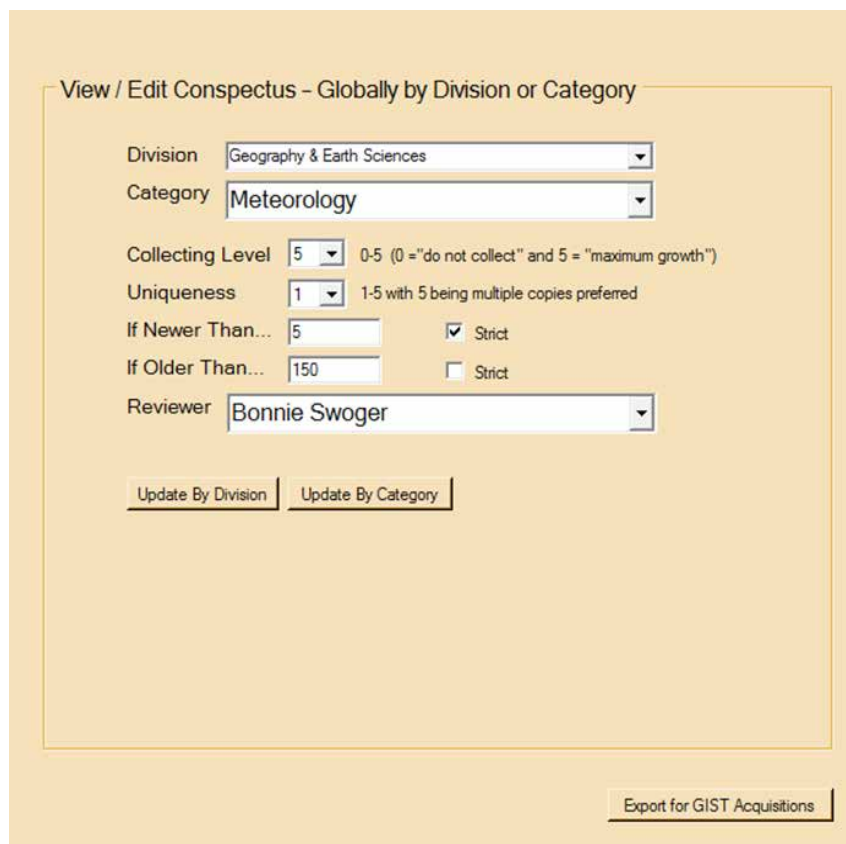 View / Edit Conspectus – Globally by Division or Category
Division Geography & Earth Sciences
Category Meteorology
Collecting Level 5 0-5 (0 ="do not collect" and 5 = "maximum growth")
Uniqueness 1 1-5 with 5 being multiple copies preferred
If Newer Than... 5 Strict
If Older Than... 150 Strict
Reviewer Bonnie Swoger
Update By Division Update By Category
Export for GIST Acquisitions